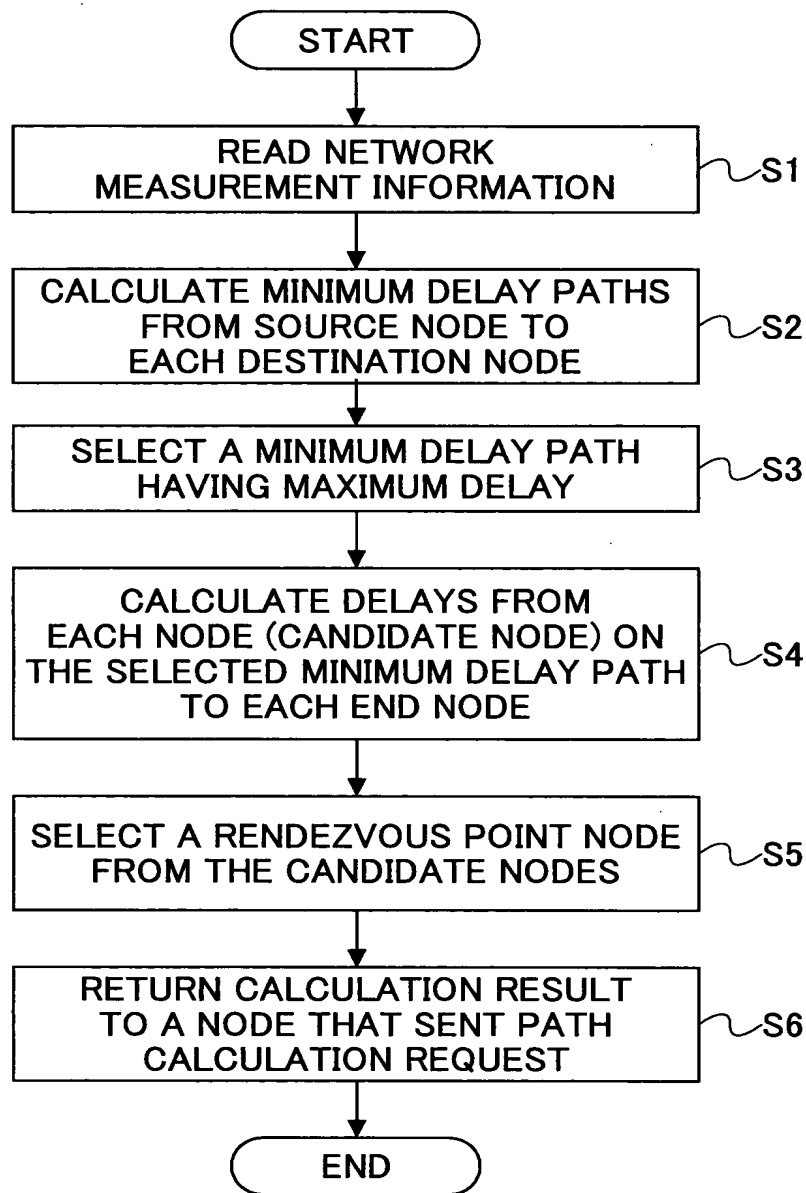 START
READ NETWORK
MEASUREMENT INFORMATION
S1
CALCULATE MINIMUM DELAY PATHS
FROM SOURCE NODE TO
EACH DESTINATION NODE
S2
SELECT A MINIMUM DELAY PATH
HAVING MAXIMUM DELAY
S3
CALCULATE DELAYS FROM
EACH NODE (CANDIDATE NODE) ON
THE SELECTED MINIMUM DELAY PATH
TO EACH END NODE
S4
SELECT A RENDEZVOUS POINT NODE
FROM THE CANDIDATE NODES
S5
RETURN CALCULATION RESULT
TO A NODE THAT SENT PATH
CALCULATION REQUEST
S6
END